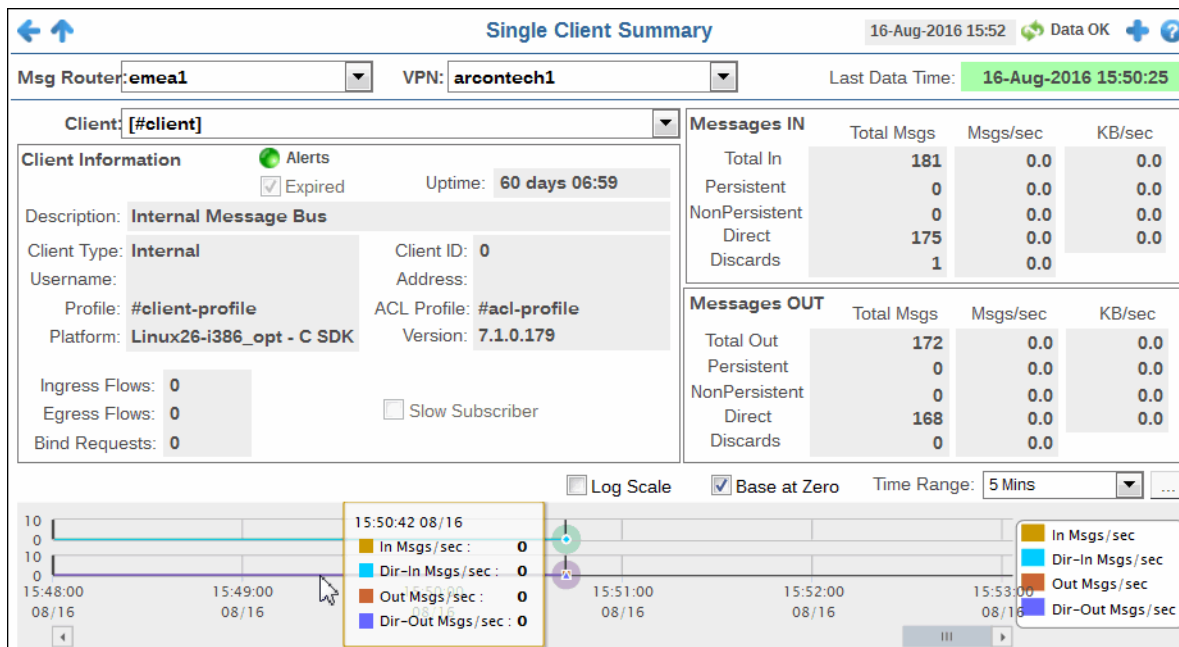 Single Client Summary
16-Aug-2016 15:52 Data OK
Msg Router: emea1 VPN: arcontech1 Last Data Time: 16-Aug-2016 15:50:25
Client: [#client]
Client Information Alerts
Expired Uptime: 60 days 06:59
Description: Internal Message Bus
Client Type: Internal Client ID: 0
Username: Address:
Profile: #client-profile ACL Profile: #acl-profile
Platform: Linux26-i386_opt - C SDK Version: 7.1.0.179
Ingress Flows: 0
Egress Flows: 0 Slow Subscriber
Bind Requests: 0
Messages IN Total Msgs Msgs/sec KB/sec
Total In 181 0.0 0.0
Persistent 0 0.0 0.0
NonPersistent 0 0.0 0.0
Direct 175 0.0 0.0
Discards 1 0.0
Messages OUT Total Msgs Msgs/sec KB/sec
Total Out 172 0.0 0.0
Persistent 0 0.0 0.0
NonPersistent 0 0.0 0.0
Direct 168 0.0 0.0
Discards 0 0.0
Log Scale Base at Zero Time Range: 5 Mins ...
10
0
10
0
15:50:42 08/16
In Msgs/sec : 0
Dir-In Msgs/sec : 0
Out Msgs/sec : 0
Dir-Out Msgs/sec : 0
15:48:00 15:49:00 15:50:00 15:51:00 15:52:00 15:53:00
08/16 08/16 08/16 08/16 08/16 08/16
In Msgs/sec
Dir-In Msgs/sec
Out Msgs/sec
Dir-Out Msgs/sec